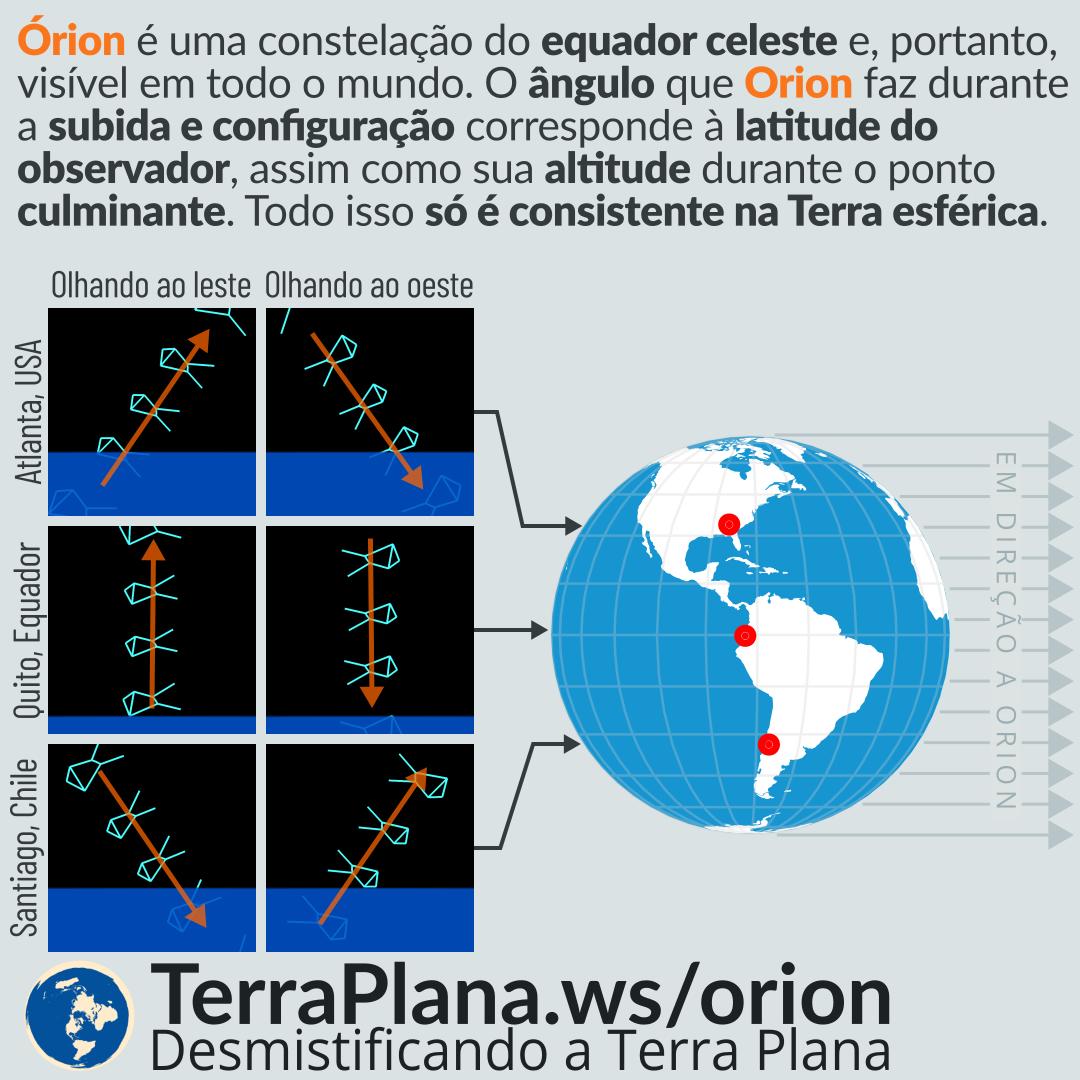 Órion é uma constelação do equador celeste e, portanto,
visível em todo o mundo. O ângulo que Orion faz durante
a subida e configuração corresponde à latitude do
observador, assim como sua altitude durante o ponto
culminante. Todo isso só é consistente na Terra esférica.
Olhando ao leste
Olhando ao oeste
Atlanta, USA
Quito, Equador
Santiago, Chile
EM DIREÇÃO A ORION
TerraPlana.ws/orion
Desmistificando a Terra Plana